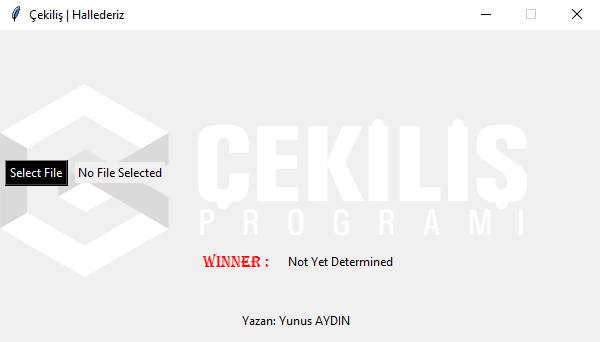 Çekiliş | Hallederiz
ÇEKİLİŞ
PROGRAMI
Select File
No File Selected
WINNER :
Not Yet Determined
Yazan: Yunus AYDIN